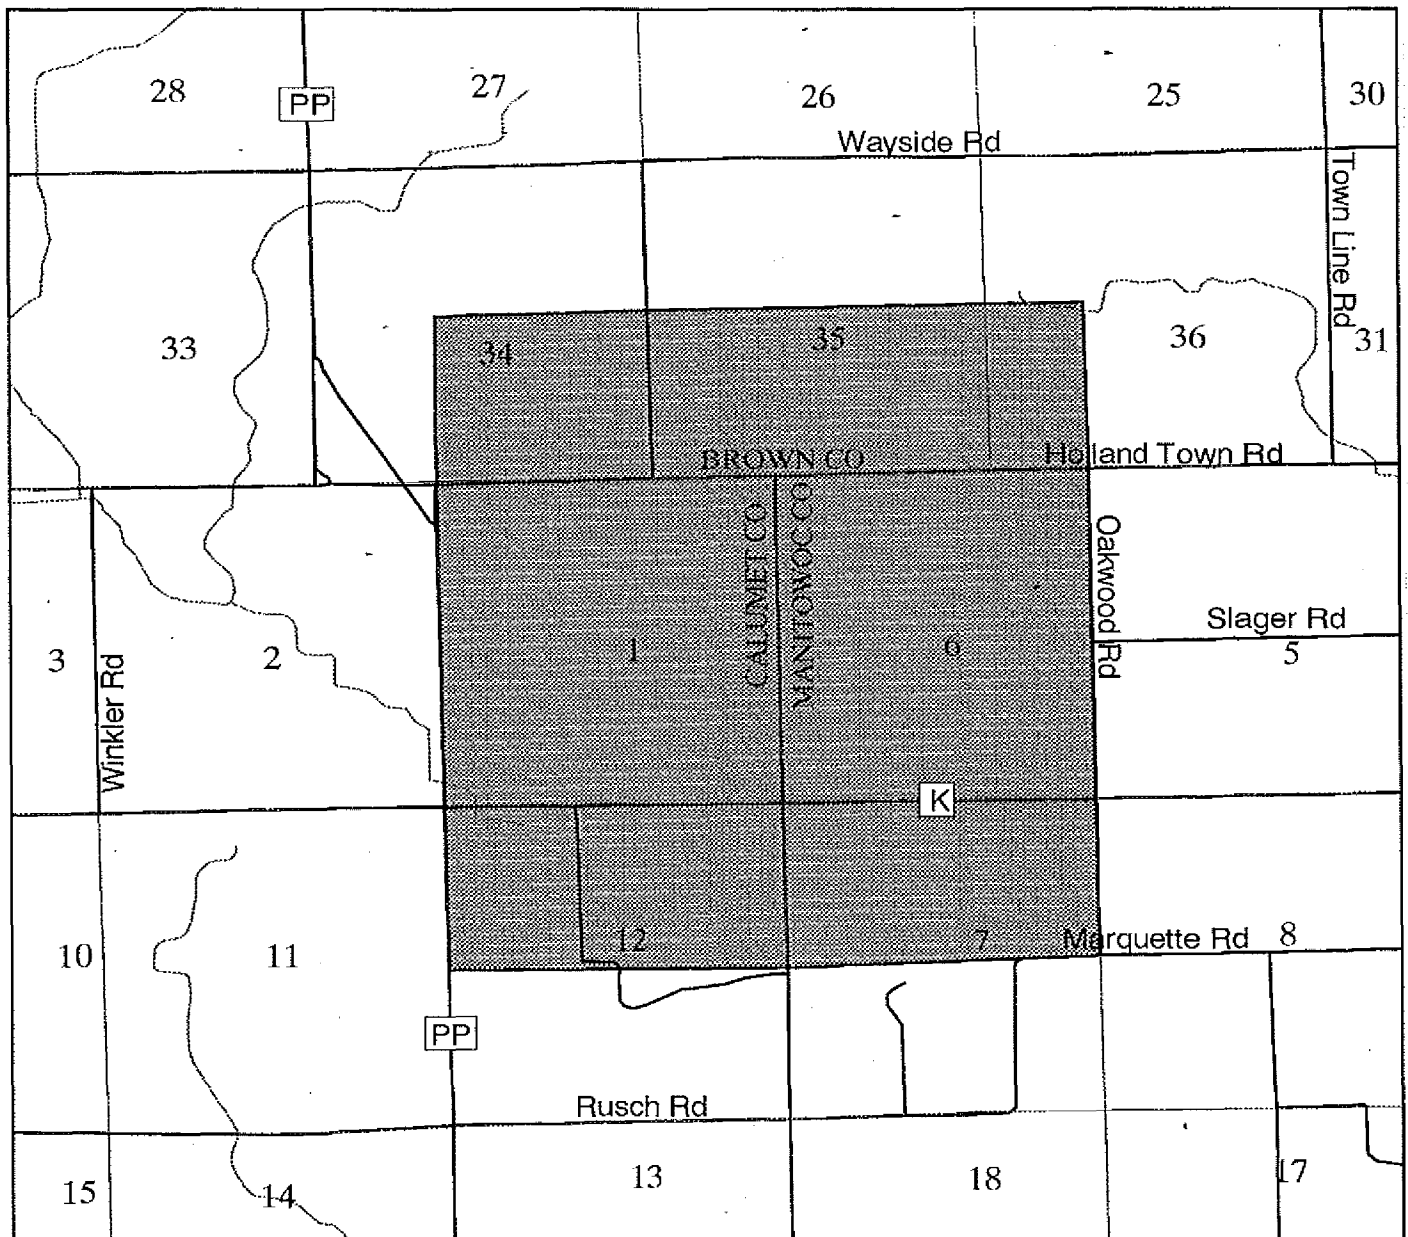 28
PP
27
26
25
30
Wayside Rd
Town Line Rd
33
34
35
36
31
BROWN CO
Holland Town Rd
CALUMET CO
MANITOWOC CO
Oakwood Rd
Slager Rd
3
Winkler Rd
2
1
6
5
K
10
11
12
7
Marquette Rd
8
PP
Rusch Rd
15
14
13
18
17